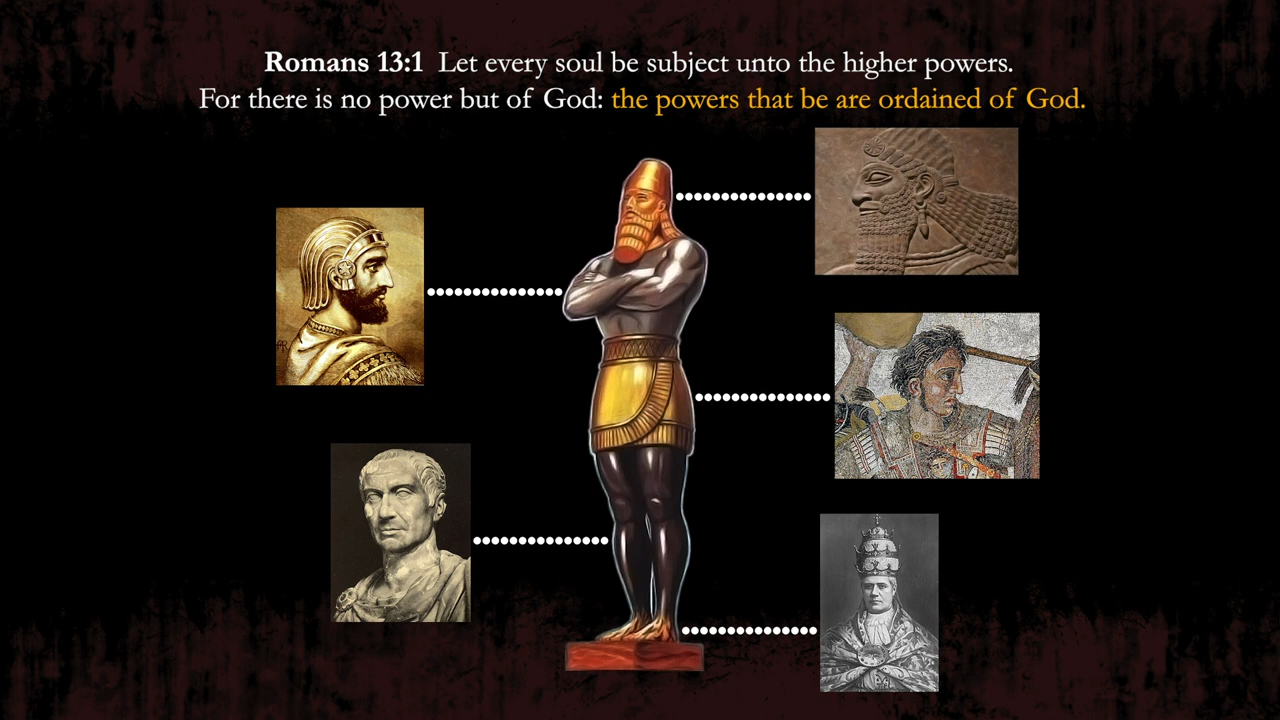 Romans 13:1 Let every soul be subject unto the higher powers.
For there is no power but of God: the powers that be are ordained of God.